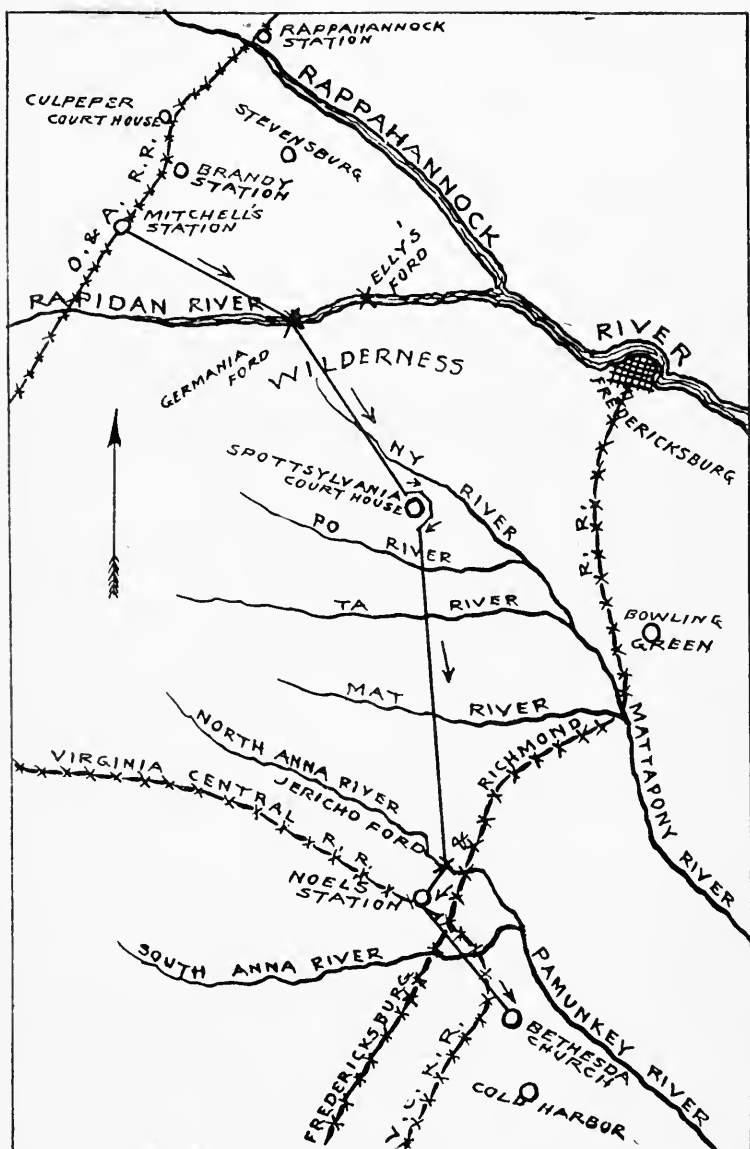 RAPPAHANNOCK
STATION
RAPPAHANNOCK
CULPEPER
COURT HOUSE
STEVENSBURG
BRANDY
STATION
O. & A. R. R.
MITCHELL'S
STATION
ELLY'S
FORD
RAPIDAN RIVER
RIVER
GERMANIA
FORD
WILDERNESS
FREDERICKSBURG
NY RIVER
SPOTTSYLVANIA
COURT HOUSE
PO RIVER
R. R.
TA RIVER
BOWLING
GREEN
MAT RIVER
MATTAPONY RIVER
NORTH ANNA RIVER
JERICHO FORD
VIRGINIA CENTRAL R. R.
NOEL'S
STATION
SOUTH ANNA RIVER
PAMUNKEY RIVER
BETHESDA
CHURCH
FREDERICKSBURG & RICHMOND
V. C. R. R.
COLD HARBOR